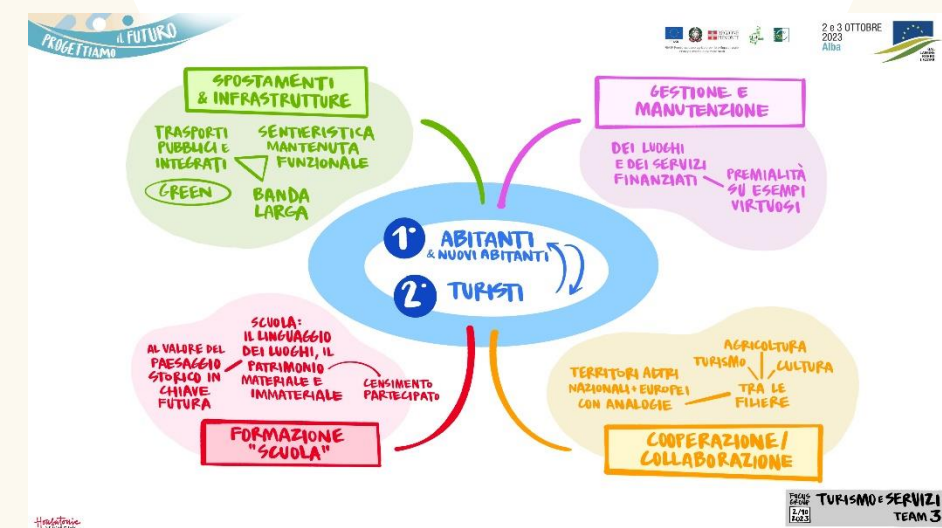 PROGETTIAMO
IL FUTURO
2 e 3 OTTOBRE
2023
Alba
SPOSTAMENTI
& INFRASTRUTTURE
TRASPORTI
PUBBLICI E
INTEGRATI
GREEN
SENTIERISTICA
MANTENUTA
FUNZIONALE
BANDA
LARGA
GESTIONE E
MANUTENZIONE
DEI LUOGHI
E DEI SERVIZI
FINANZIATI
PREMIALITÀ
SU ESEMPI
VIRTUOSI
1° ABITANTI
& NUOVI ABITANTI
2° TURISTI
AL VALORE DEL
PAESAGGIO
STORICO IN
CHIAVE
FUTURA
SCUOLA:
IL LINGUAGGIO
DEI LUOGHI, IL
PATRIMONIO
MATERIALE E
IMMATERIALE
CENSIMENTO
PARTECIPATO
FORMAZIONE
"SCUOLA"
TERRITORI ALTRI
NAZIONALI + EUROPEI
CON ANALOGIE
AGRICOLTURA
TURISMO
CULTURA
TRA LE
FILIERE
COOPERAZIONE/
COLLABORAZIONE
FOCUS
GROUP
2/10
2023
TURISMO E SERVIZI
TEAM 3